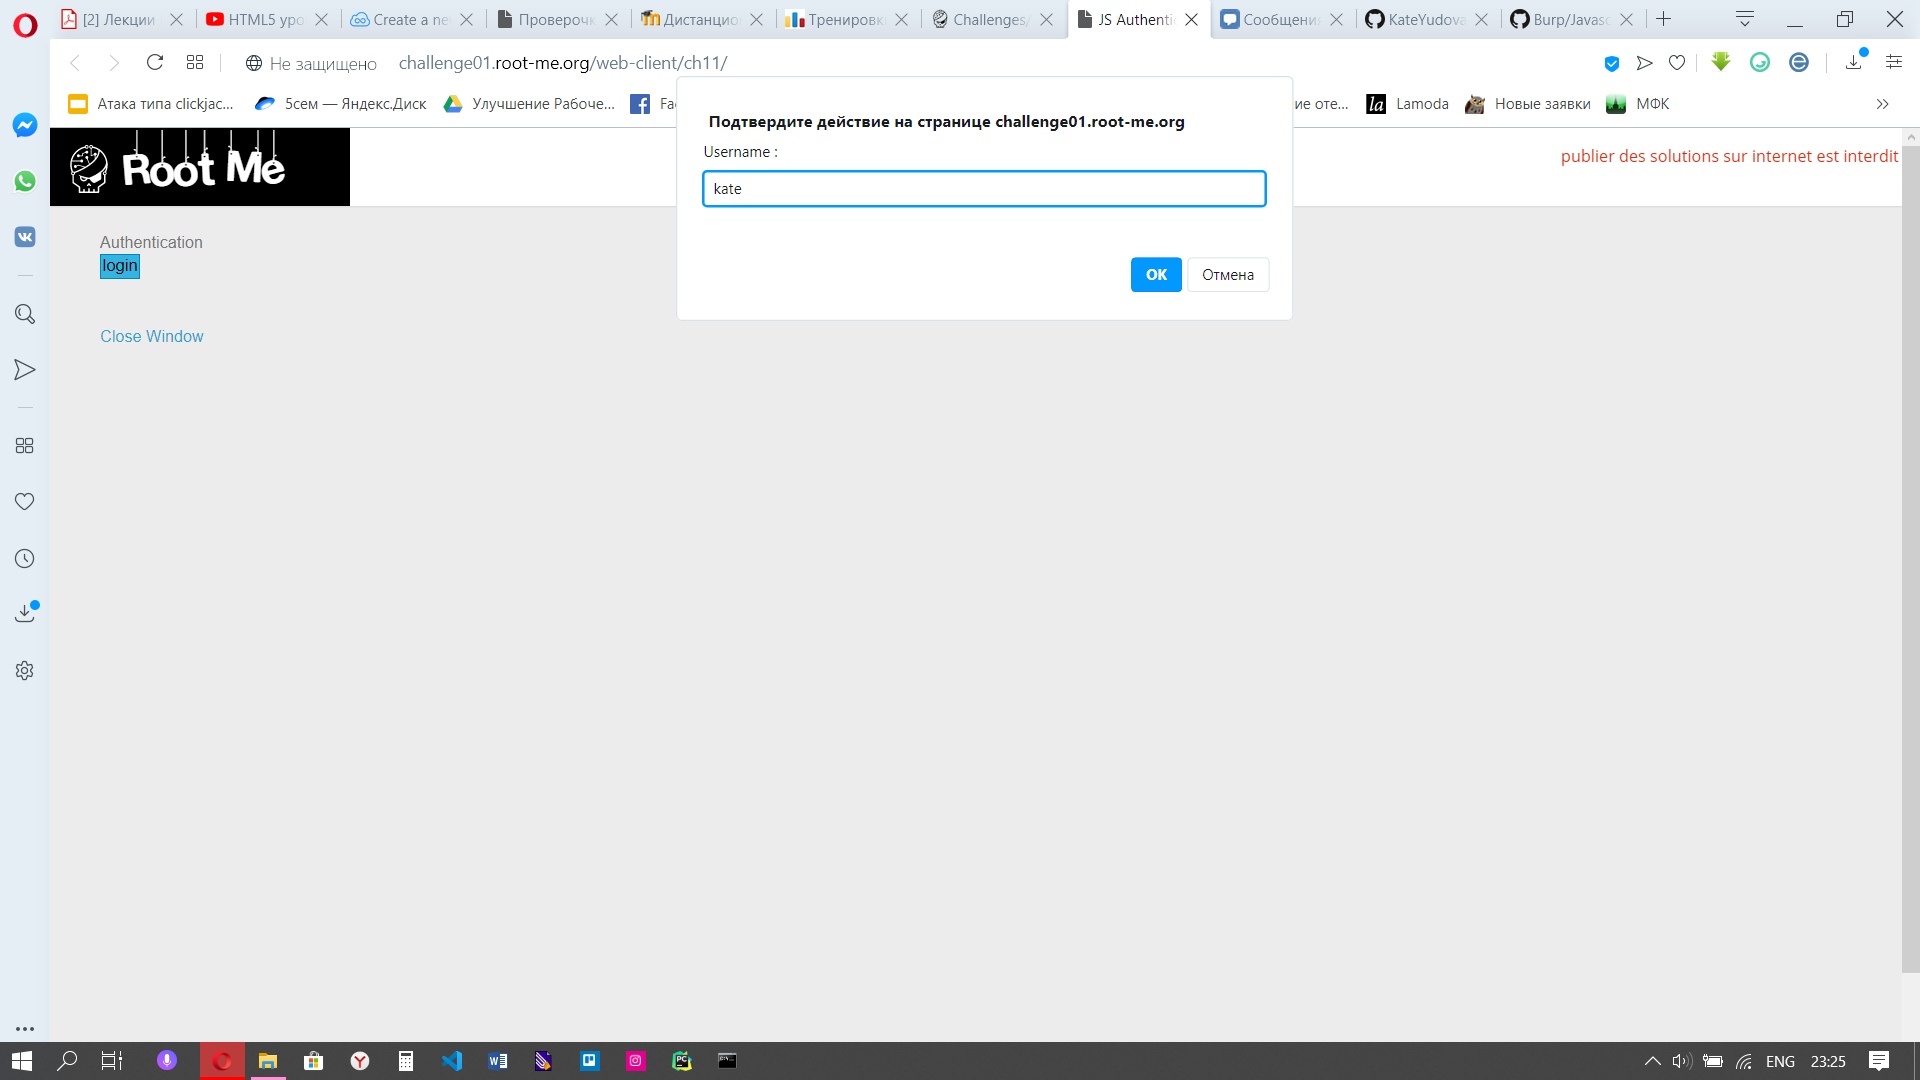 [2] Лекции
HTML5 уро
Create a ne
Проверочн
Дистанцио
Тренировк
Challenges/
JS Authenti
Сообщени
KateYudova
Burp/Javasc
Не защищено
challenge01.root-me.org/web-client/ch11/
Атака типа clickjac...
5сем — Яндекс.Диск
Улучшение Рабоче...
Fa
ие оте...
la
Lamoda
Новые заявки
МФК
Подтвердите действие на странице challenge01.root-me.org
Username :
kate
OK
Отмена
Root Me
publier des solutions sur internet est interdit
Authentication
login
Close Window
ENG
23:25